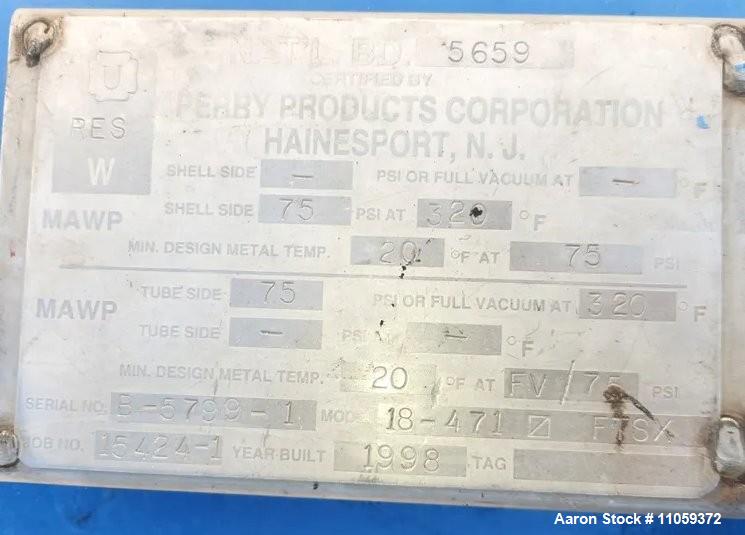 NAT'L. BD. 5659
U
CERTIFIED BY
PERRY PRODUCTS CORPORATION
RES
HAINESPORT, N. J.
W
SHELL SIDE - PSI OR FULL VACUUM AT - °F
MAWP SHELL SIDE 75 PSI AT 320 °F
MIN. DESIGN METAL TEMP. 20 °F AT 75 PSI
MAWP TUBE SIDE 75 PSI OR FULL VACUUM AT 320 °F
TUBE SIDE - PSI AT - °F
MIN. DESIGN METAL TEMP. 20 °F AT FV/75 PSI
SERIAL NO. B-5799-1 MODEL 18-471 FTSX
JOB NO. 15424-1 YEAR BUILT 1998 TAG
Aaron Stock # 11059372